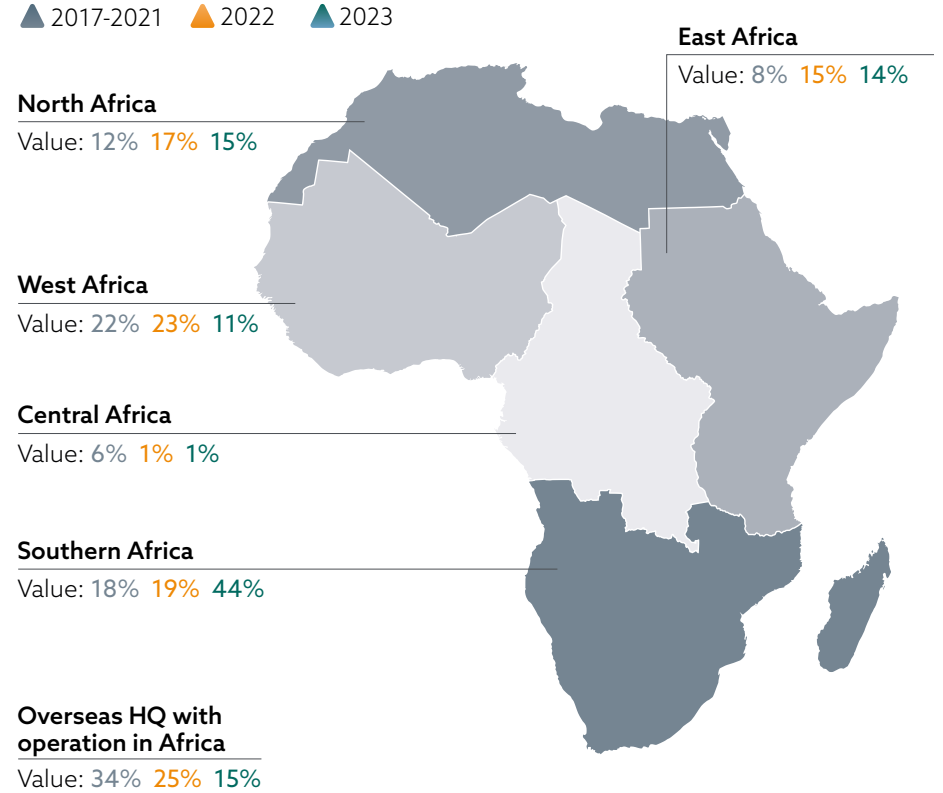 2017-2021 2022 2023
East Africa
Value: 8% 15% 14%
North Africa
Value: 12% 17% 15%
West Africa
Value: 22% 23% 11%
Central Africa
Value: 6% 1% 1%
Southern Africa
Value: 18% 19% 44%
Overseas HQ with
operation in Africa
Value: 34% 25% 15%